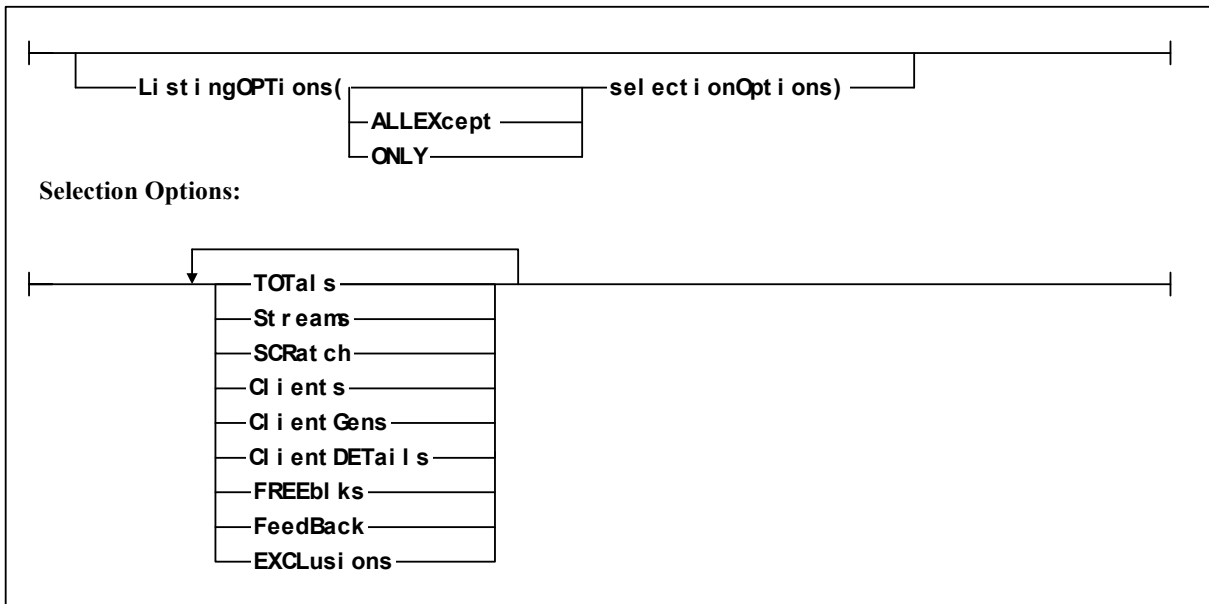 ListingOPTions( selectionOptions)
ALLEXcept
ONLY
Selection Options:
TOTals
Streams
SCRatch
Clients
ClientGens
ClientDETails
FREEblks
FeedBack
EXCLusions